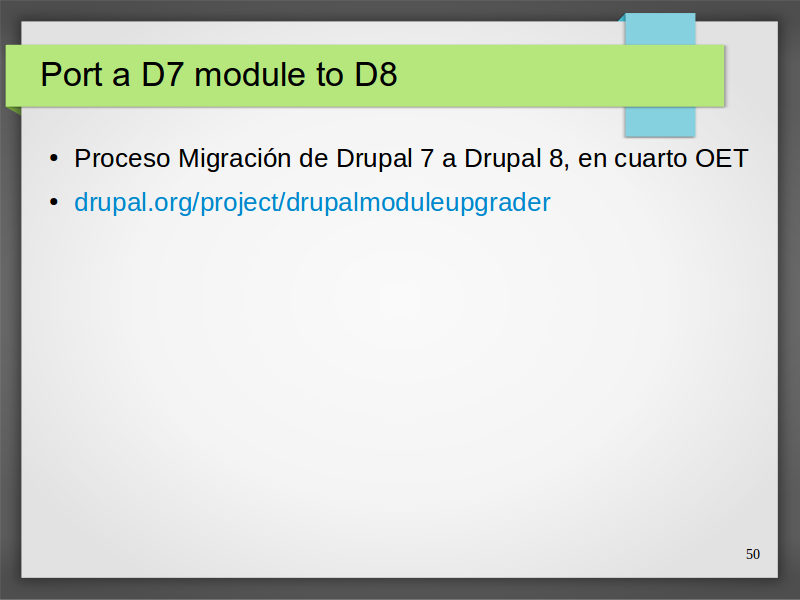 Port a D7 module to D8
• Proceso Migración de Drupal 7 a Drupal 8, en cuarto OET
• drupal.org/project/drupalmoduleupgrader
50